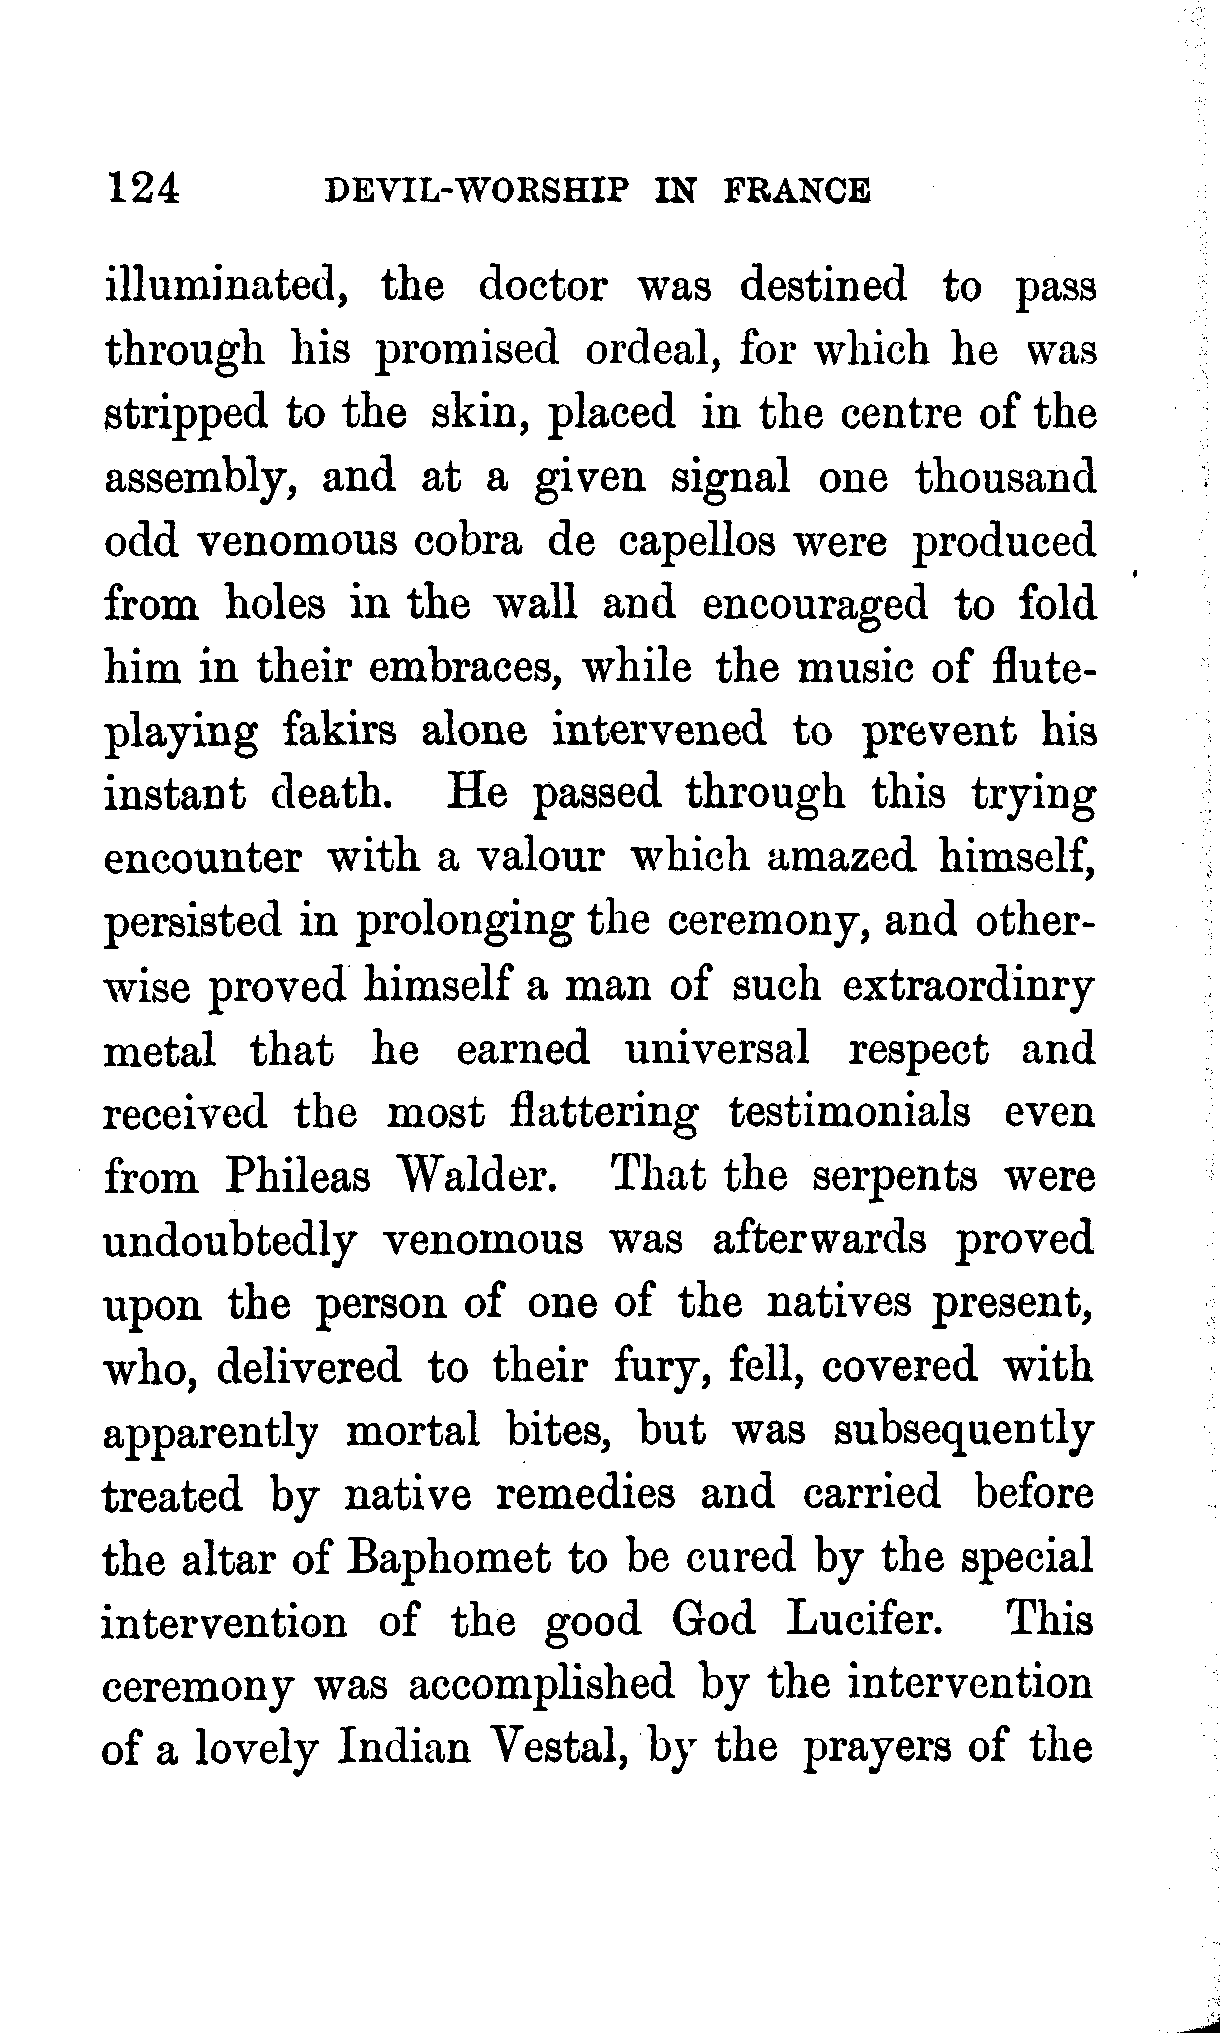 124 DEVIL-WORSHIP IN FRANCE
illuminated, the doctor was destined to pass
through his promised ordeal, for which he was
stripped to the skin, placed in the centre of the
assembly, and at a given signal one thousand
odd venomous cobra de capellos were produced
from holes in the wall and encouraged to fold
him in their embraces, while the music of flute-
playing fakirs alone intervened to prevent his
instant death. He passed through this trying
encounter with a valour which amazed himself,
persisted in prolonging the ceremony, and other-
wise proved himself a man of such extraordinry
metal that he earned universal respect and
received the most flattering testimonials even
from Phileas Walder. That the serpents were
undoubtedly venomous was afterwards proved
upon the person of one of the natives present,
who, delivered to their fury, fell, covered with
apparently mortal bites, but was subsequently
treated by native remedies and carried before
the altar of Baphomet to be cured by the special
intervention of the good God Lucifer. This
ceremony was accomplished by the intervention
of a lovely Indian Vestal, by the prayers of the